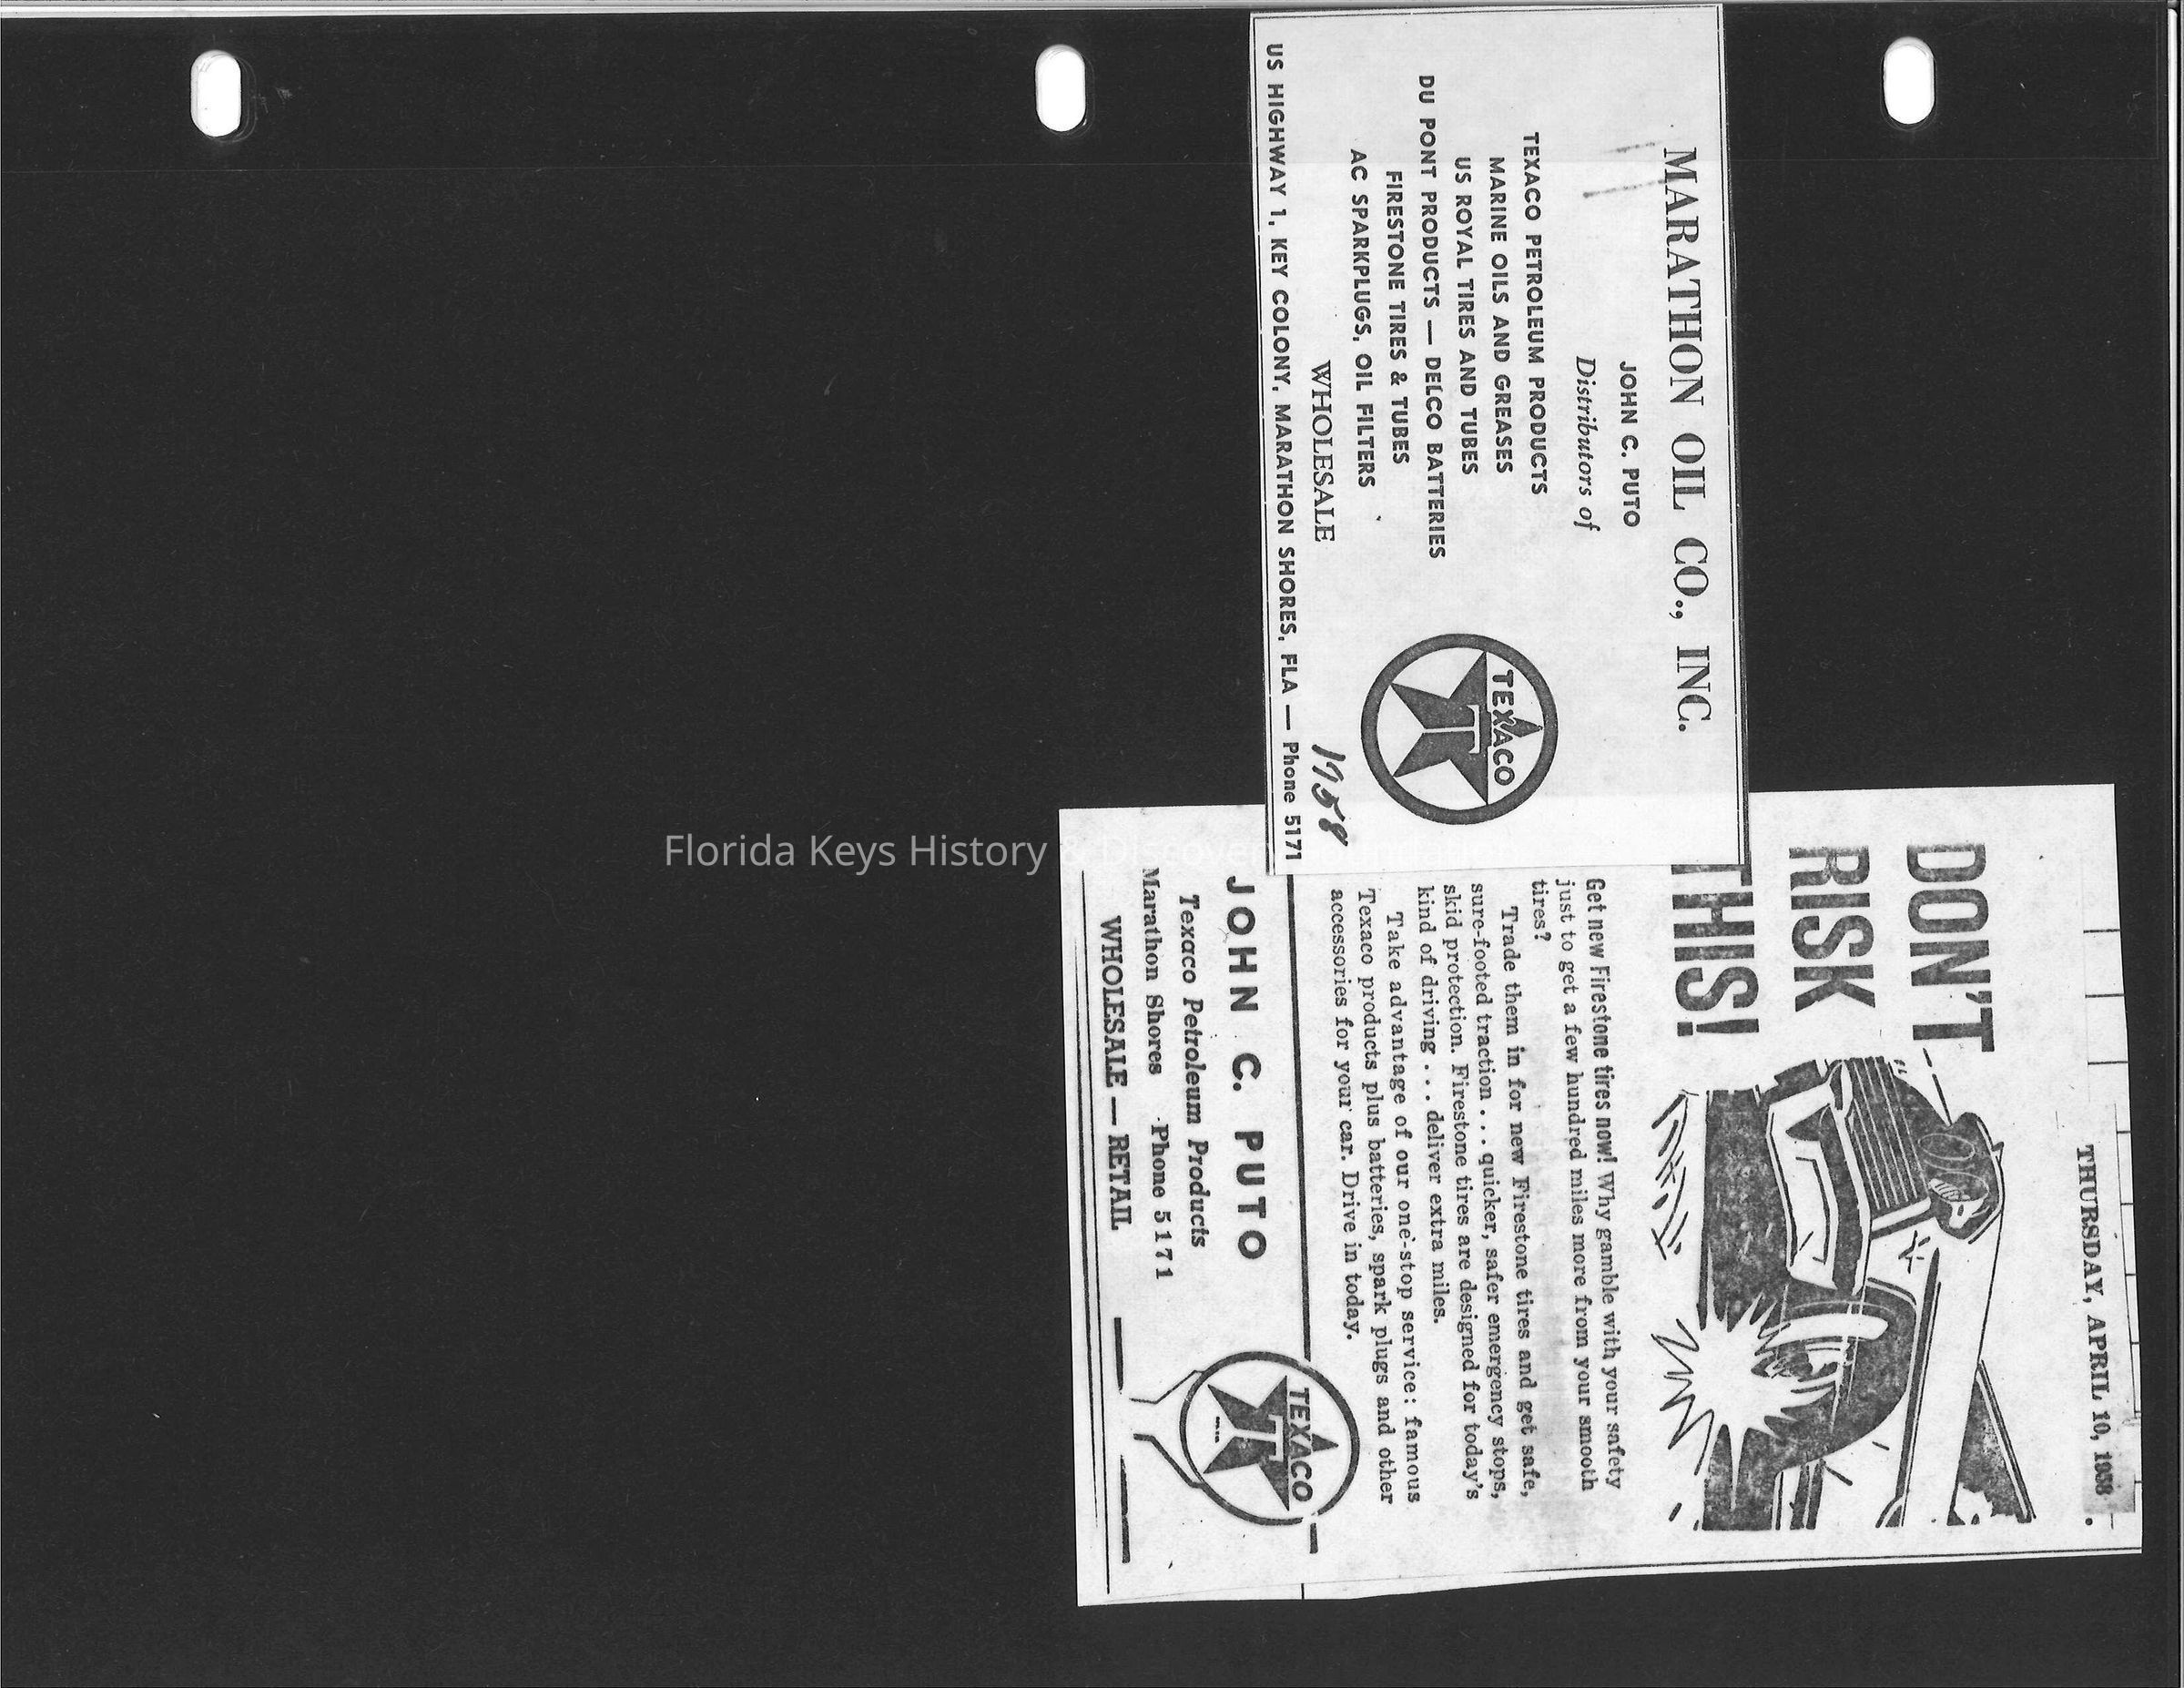 MARATHON OIL CO., INC.
JOHN C. PUTO
Distributors of
TEXACO PETROLEUM PRODUCTS
MARINE OILS AND GREASES
US ROYAL TIRES AND TUBES
DU PONT PRODUCTS — DELCO BATTERIES
FIRESTONE TIRES & TUBES
AC SPARKPLUGS, OIL FILTERS
WHOLESALE
TEXACO
T
1958
US HIGHWAY 1, KEY COLONY, MARATHON SHORES, FLA — Phone 5171
THURSDAY, APRIL 10, 1958
DON'T
RISK
THIS!
Get new Firestone tires now! Why gamble with your safety
just to get a few hundred miles more from your smooth
tires?
Trade them in for new Firestone tires and get safe,
sure-footed traction . . . quicker, safer emergency stops,
skid protection. Firestone tires are designed for today's
kind of driving . . . deliver extra miles.
Take advantage of our one-stop service: famous
Texaco products plus batteries, spark plugs and other
accessories for your car. Drive in today.
JOHN C. PUTO
Texaco Petroleum Products
Marathon Shores Phone 5171
WHOLESALE — RETAIL
TEXACO
T
Florida Keys History &